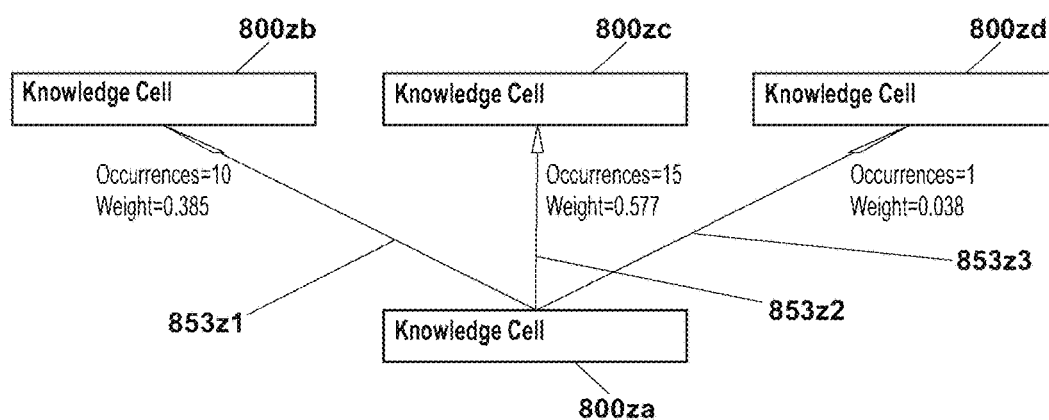 800zb
800zc
800zd
Knowledge Cell
Knowledge Cell
Knowledge Cell
Occurrences=10
Weight=0.385
Occurrences=15
Weight=0.577
Occurrences=1
Weight=0.038
853z3
853z2
853z1
Knowledge Cell
800za